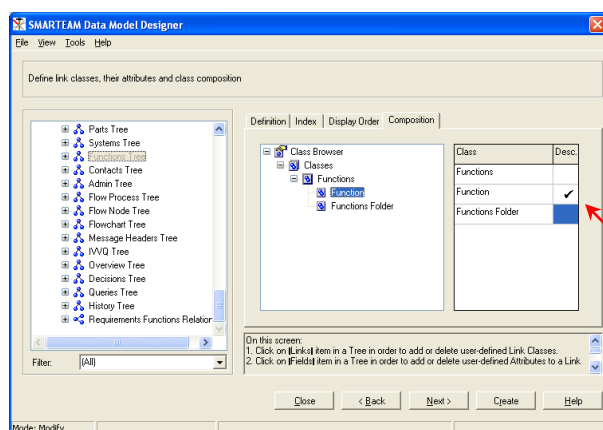 SMARTEAM Data Model Designer
File View Tools Help
Define link classes, their attributes and class composition
Parts Tree
Systems Tree
Functions Tree
Contacts Tree
Admin Tree
Flow Process Tree
Flow Node Tree
Flowchart Tree
Message Headers Tree
IVVQ Tree
Overview Tree
Decisions Tree
Queries Tree
History Tree
Requirements Functions Relation
Filter: (All)
Definition Index Display Order Composition
Class Browser
Classes
Functions
Function
Functions Folder
Class Desc.
Functions
Function ✓
Functions Folder
On this screen:
1. Click on |Links| item in a Tree in order to add or delete user-defined Link Classes.
2. Click on |Fields| item in a Tree in order to add or delete user-defined Attributes to a Link
Close < Back Next > Create Help
Mode: Modify